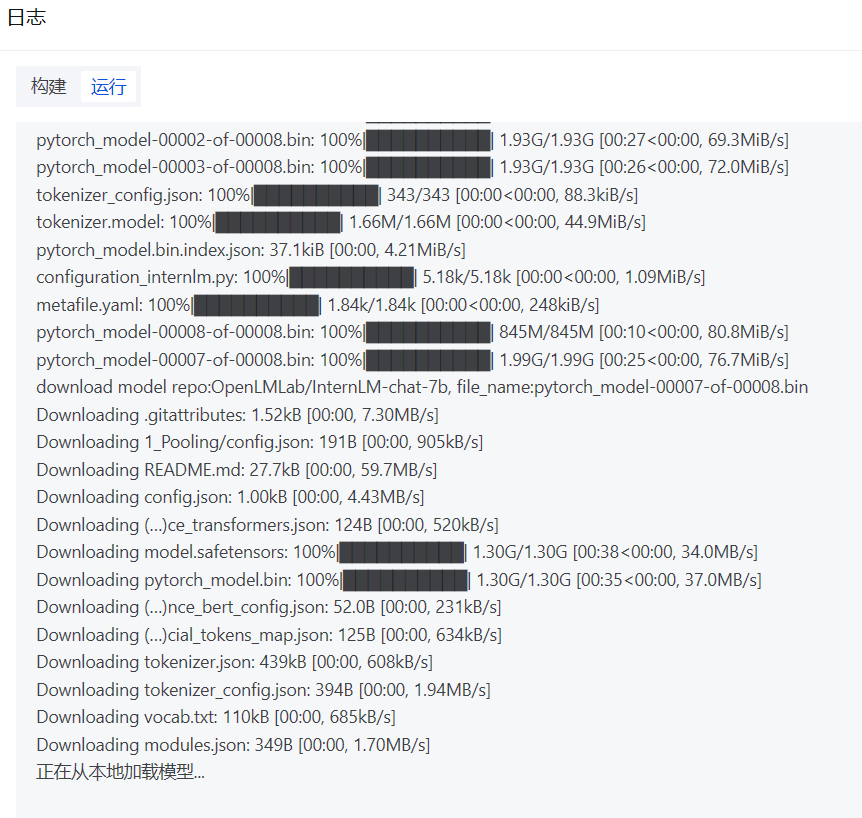 日志
构建 运行
pytorch_model-00002-of-00008.bin: 100%|██████████| 1.93G/1.93G [00:27<00:00, 69.3MiB/s]
pytorch_model-00003-of-00008.bin: 100%|██████████| 1.93G/1.93G [00:26<00:00, 72.0MiB/s]
tokenizer_config.json: 100%|██████████| 343/343 [00:00<00:00, 88.3kiB/s]
tokenizer.model: 100%|██████████| 1.66M/1.66M [00:00<00:00, 44.9MiB/s]
pytorch_model.bin.index.json: 37.1kiB [00:00, 4.21MiB/s]
configuration_internlm.py: 100%|██████████| 5.18k/5.18k [00:00<00:00, 1.09MiB/s]
metafile.yaml: 100%|██████████| 1.84k/1.84k [00:00<00:00, 248kiB/s]
pytorch_model-00008-of-00008.bin: 100%|██████████| 845M/845M [00:10<00:00, 80.8MiB/s]
pytorch_model-00007-of-00008.bin: 100%|██████████| 1.99G/1.99G [00:25<00:00, 76.7MiB/s]
download model repo:OpenLMLab/InternLM-chat-7b, file_name:pytorch_model-00007-of-00008.bin
Downloading .gitattributes: 1.52kB [00:00, 7.30MB/s]
Downloading 1_Pooling/config.json: 191B [00:00, 905kB/s]
Downloading README.md: 27.7kB [00:00, 59.7MB/s]
Downloading config.json: 1.00kB [00:00, 4.43MB/s]
Downloading (…)ce_transformers.json: 124B [00:00, 520kB/s]
Downloading model.safetensors: 100%|██████████| 1.30G/1.30G [00:38<00:00, 34.0MB/s]
Downloading pytorch_model.bin: 100%|██████████| 1.30G/1.30G [00:35<00:00, 37.0MB/s]
Downloading (…)nce_bert_config.json: 52.0B [00:00, 231kB/s]
Downloading (…)cial_tokens_map.json: 125B [00:00, 634kB/s]
Downloading tokenizer.json: 439kB [00:00, 608kB/s]
Downloading tokenizer_config.json: 394B [00:00, 1.94MB/s]
Downloading vocab.txt: 110kB [00:00, 685kB/s]
Downloading modules.json: 349B [00:00, 1.70MB/s]
正在从本地加载模型...